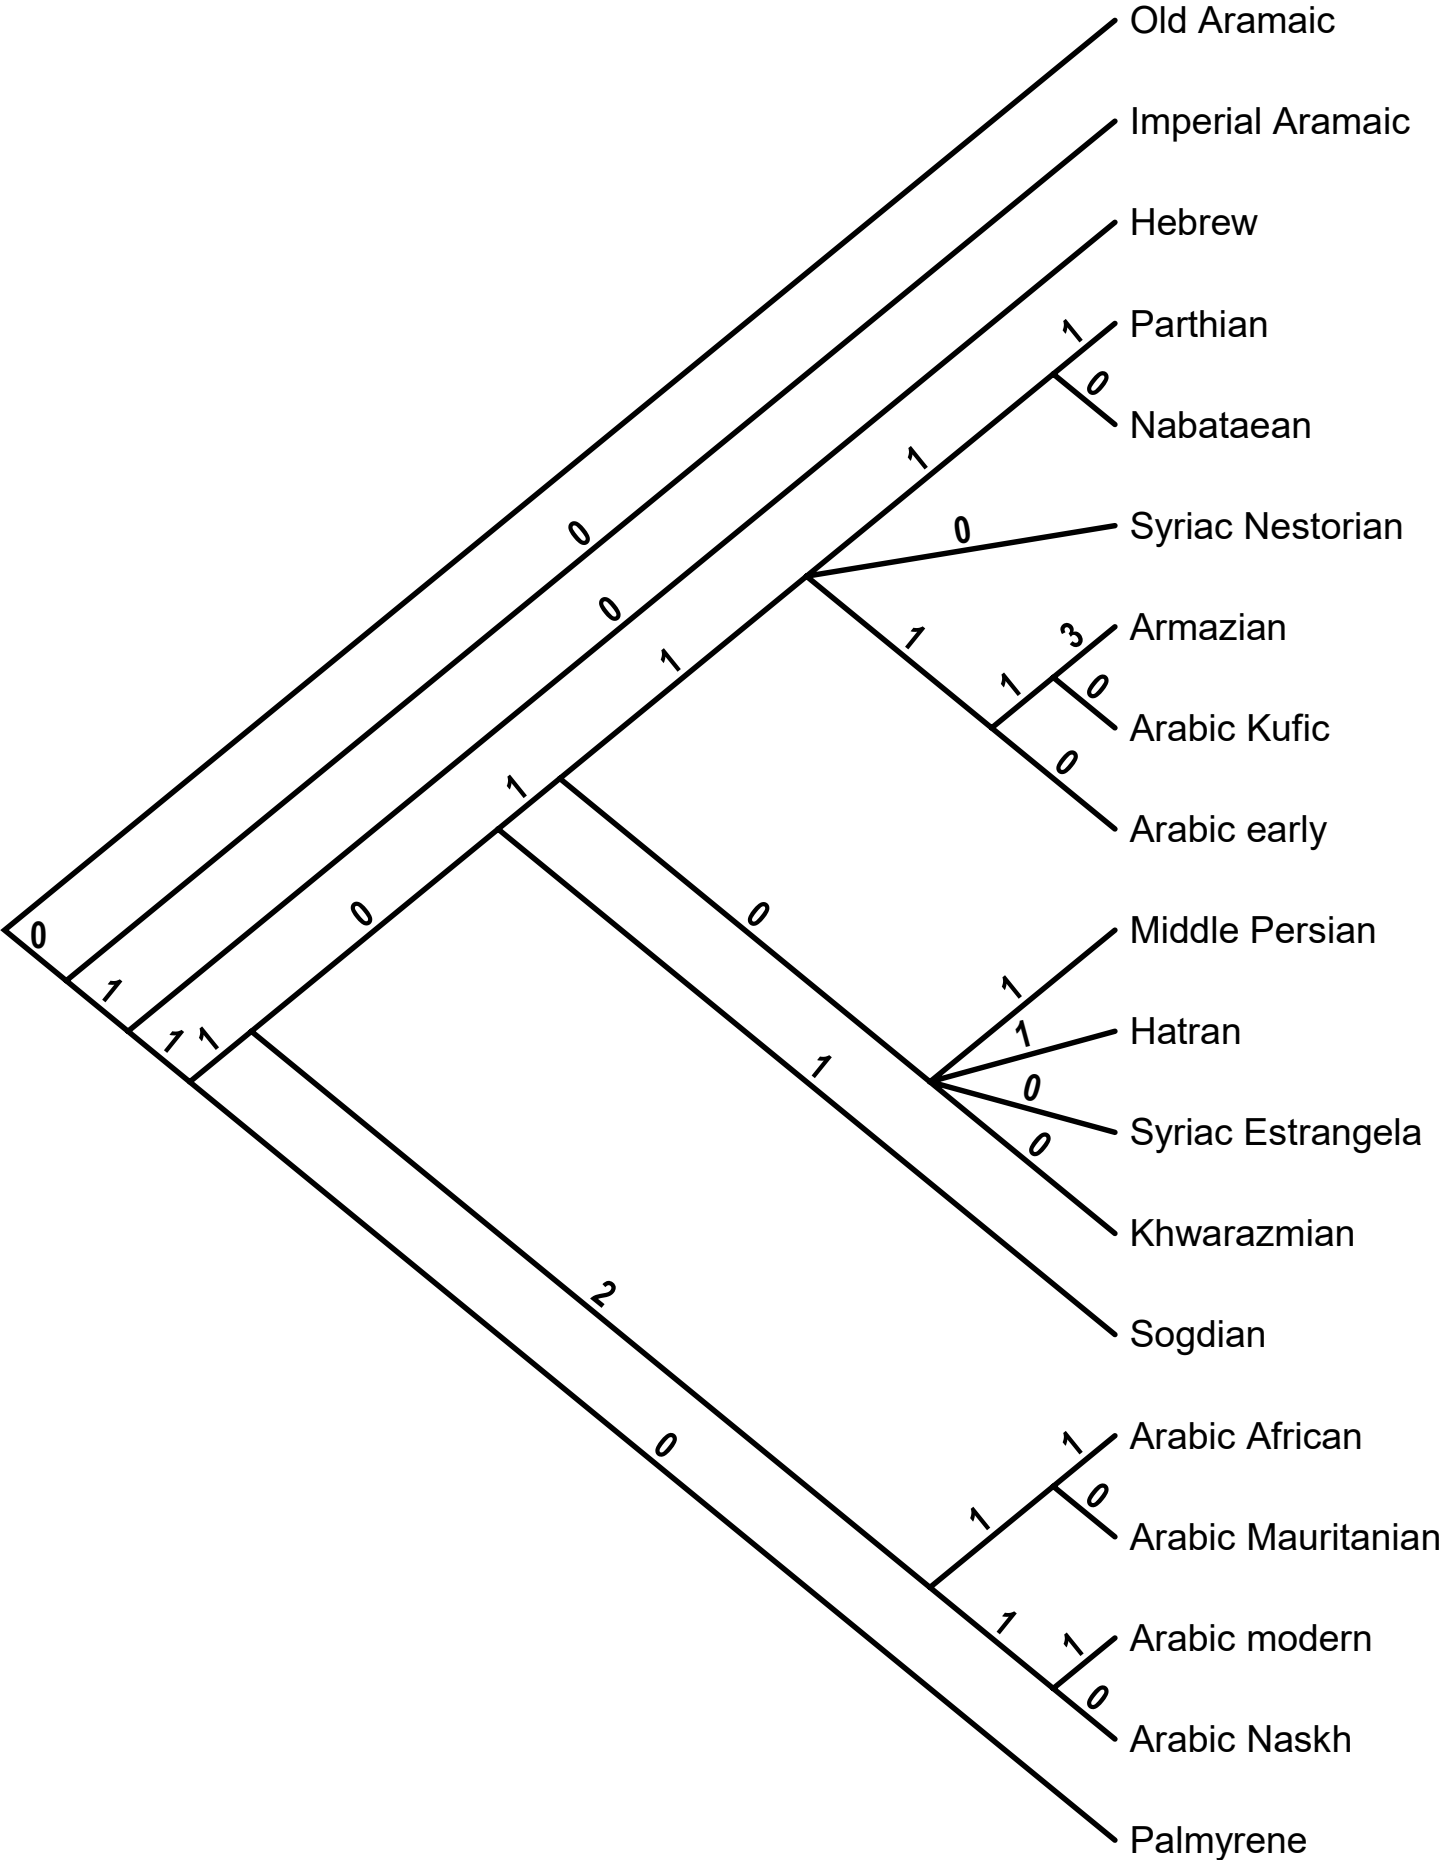 Old Aramaic
Imperial Aramaic
Hebrew
1
Parthian
0
Nabataean
1
0
Syriac Nestorian
0
0
1
1
3
Armazian
1
0
Arabic Kufic
0
Arabic early
1
0
0
0
Middle Persian
1
1
1
Hatran
1
1
0
Syriac Estrangela
1
0
Khwarazmian
2
Sogdian
0
1
Arabic African
1
0
Arabic Mauritanian
1
1
Arabic modern
0
Arabic Naskh
Palmyrene